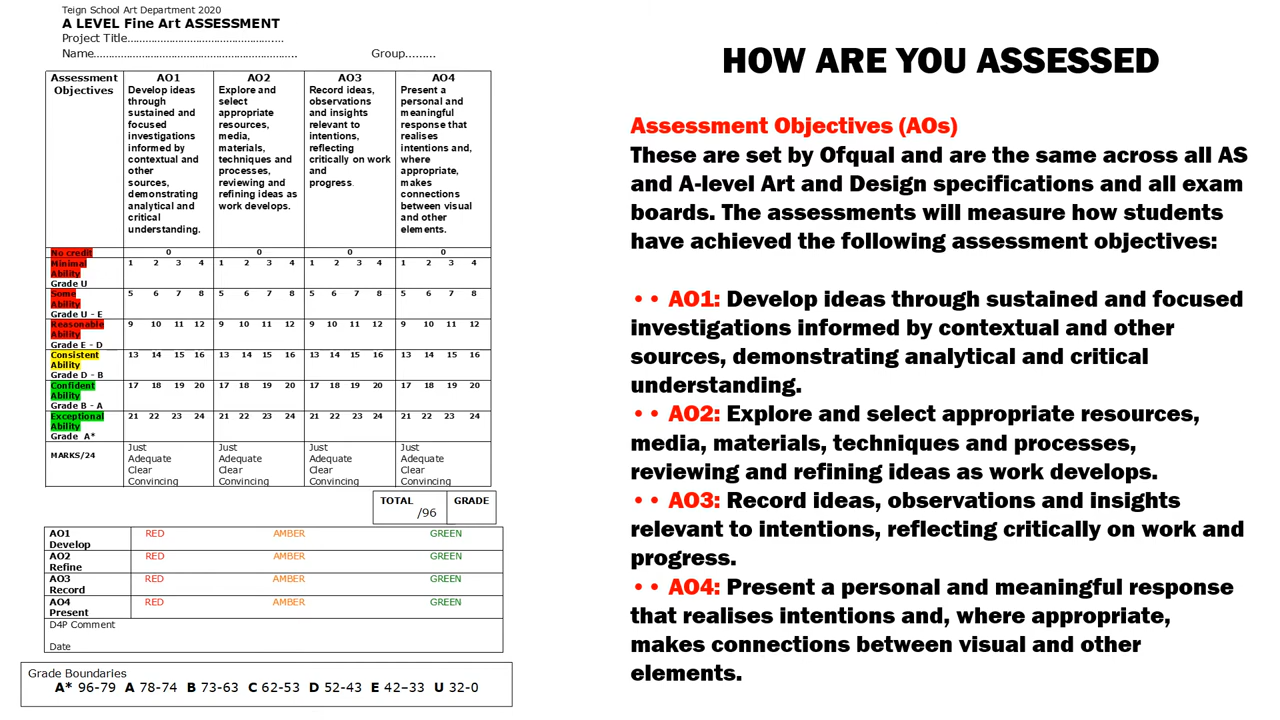 Teign School Art Department 2020
A LEVEL Fine Art ASSESSMENT
Project Title……………………………………………..
Name…………………………………………………….. Group………
Assessment Objectives AO1 AO2 AO3 AO4
Develop ideas through sustained and focused investigations informed by contextual and other sources, demonstrating analytical and critical understanding.
Explore and select appropriate resources, media, materials, techniques and processes, reviewing and refining ideas as work develops.
Record ideas, observations and insights relevant to intentions, reflecting critically on work and progress.
Present a personal and meaningful response that realises intentions and, where appropriate, makes connections between visual and other elements.
No credit 0 0 0 0
Minimal Ability Grade U 1 2 3 4 1 2 3 4 1 2 3 4 1 2 3 4
Some Ability Grade U - E 5 6 7 8 5 6 7 8 5 6 7 8 5 6 7 8
Reasonable Ability Grade E - D 9 10 11 12 9 10 11 12 9 10 11 12 9 10 11 12
Consistent Ability Grade D - B 13 14 15 16 13 14 15 16 13 14 15 16 13 14 15 16
Confident Ability Grade B - A 17 18 19 20 17 18 19 20 17 18 19 20 17 18 19 20
Exceptional Ability Grade A* 21 22 23 24 21 22 23 24 21 22 23 24 21 22 23 24
MARKS/24
Just Just Just Just
Adequate Adequate Adequate Adequate
Clear Clear Clear Clear
Convincing Convincing Convincing Convincing
TOTAL GRADE
/96
AO1 Develop RED AMBER GREEN
AO2 Refine RED AMBER GREEN
AO3 Record RED AMBER GREEN
AO4 Present RED AMBER GREEN
D4P Comment
Date
Grade Boundaries
A* 96-79 A 78-74 B 73-63 C 62-53 D 52-43 E 42–33 U 32-0
HOW ARE YOU ASSESSED
Assessment Objectives (AOs)
These are set by Ofqual and are the same across all AS
and A-level Art and Design specifications and all exam
boards. The assessments will measure how students
have achieved the following assessment objectives:
•• AO1: Develop ideas through sustained and focused
investigations informed by contextual and other
sources, demonstrating analytical and critical
understanding.
•• AO2: Explore and select appropriate resources,
media, materials, techniques and processes,
reviewing and refining ideas as work develops.
•• AO3: Record ideas, observations and insights
relevant to intentions, reflecting critically on work and
progress.
•• AO4: Present a personal and meaningful response
that realises intentions and, where appropriate,
makes connections between visual and other
elements.